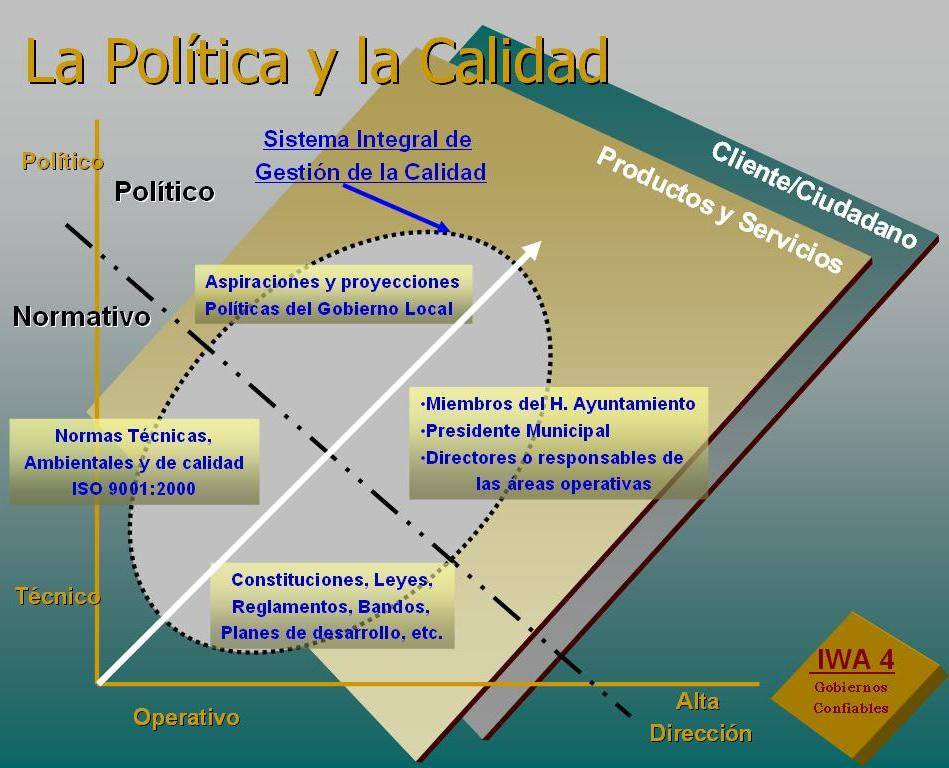 La Política y la Calidad
Sistema Integral de
Gestión de la Calidad
Político
Político
Cliente/Ciudadano
Productos y Servicios
Aspiraciones y proyecciones
Políticas del Gobierno Local
Normativo
•Miembros del H. Ayuntamiento
•Presidente Municipal
•Directores o responsables de
las áreas operativas
Normas Técnicas,
Ambientales y de calidad
ISO 9001:2000
Constituciones, Leyes,
Reglamentos, Bandos,
Planes de desarrollo, etc.
Técnico
Operativo
Alta
Dirección
IWA 4
Gobiernos
Confiables